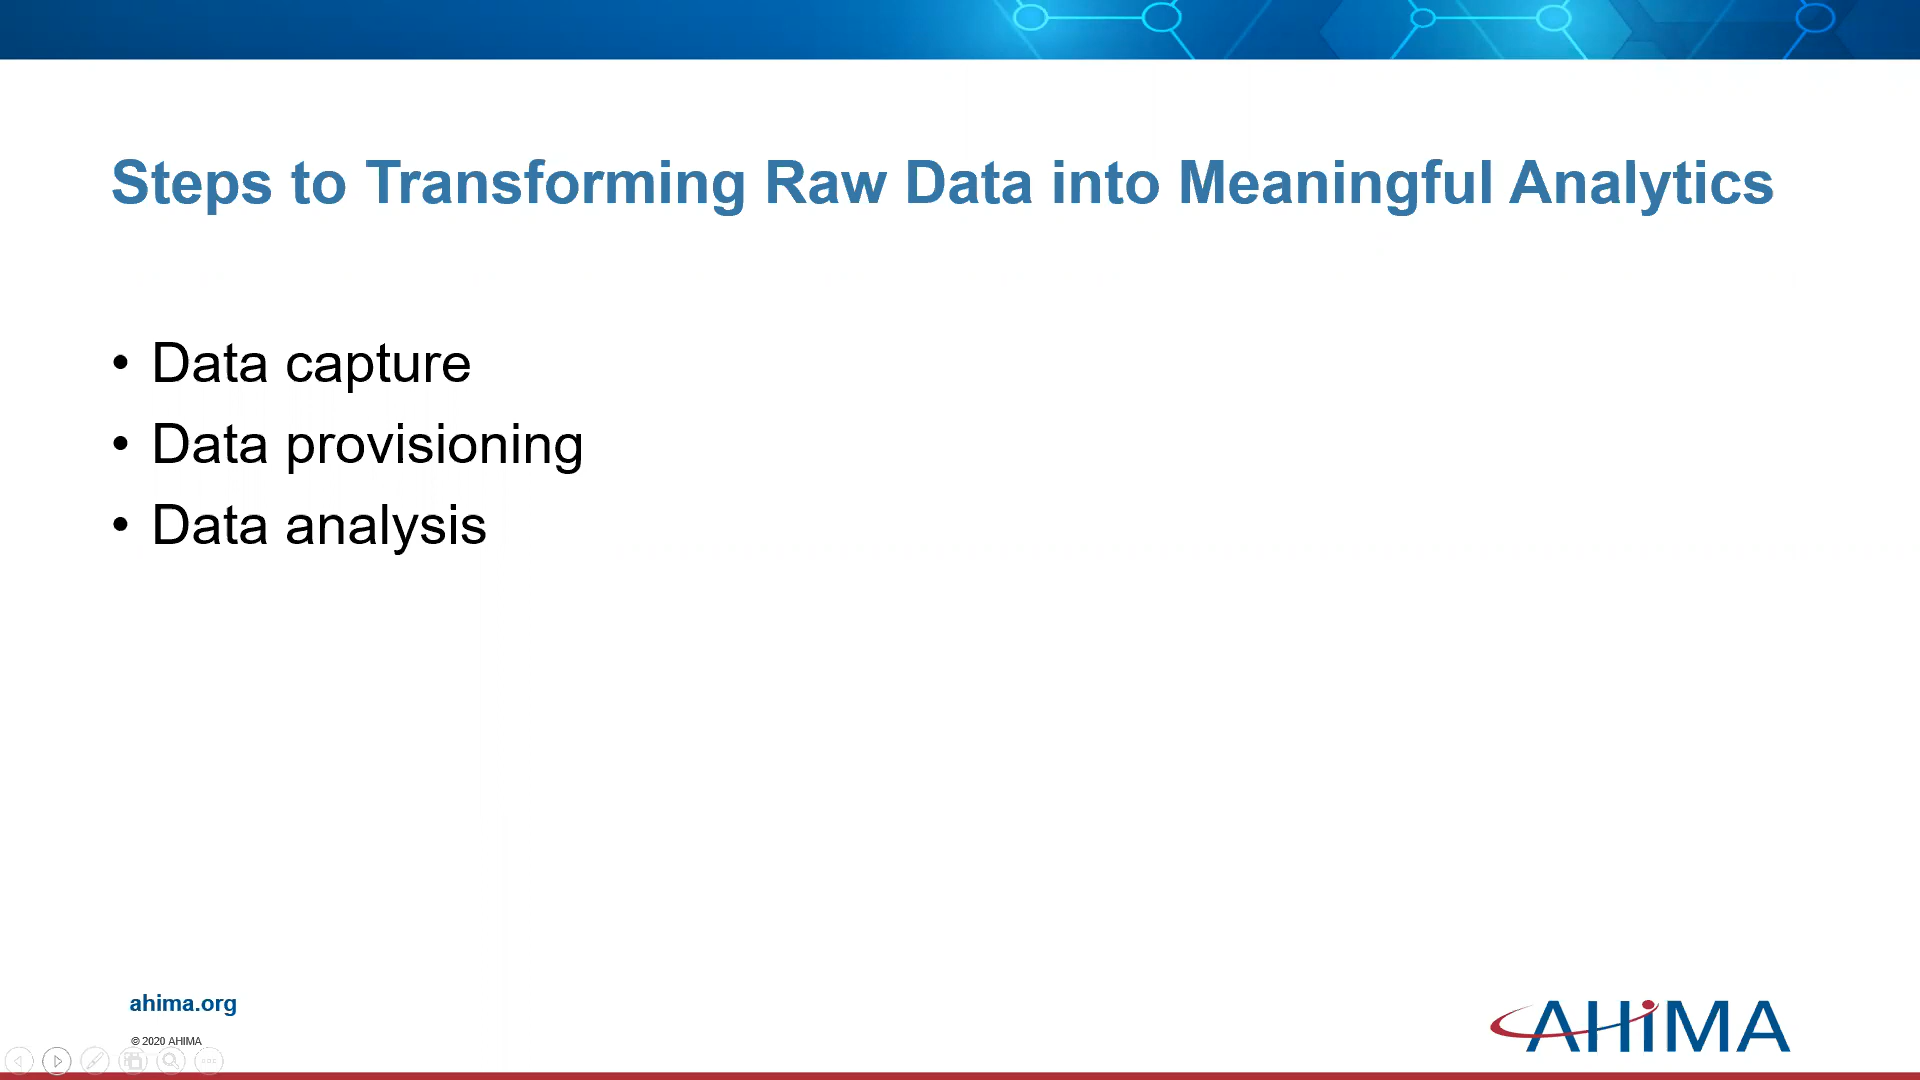 Steps to Transforming Raw Data into Meaningful Analytics
• Data capture
• Data provisioning
• Data analysis
ahima.org
© 2020 AHIMA
AHiMA